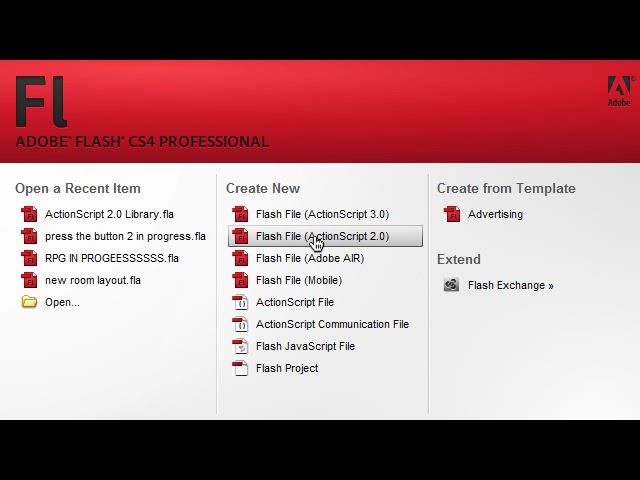 Fl
ADOBE® FLASH® CS4 PROFESSIONAL
Adobe
Open a Recent Item
ActionScript 2.0 Library.fla
press the button 2 in progress.fla
RPG IN PROGEESSSSSS.fla
new room layout.fla
Open...
Create New
Flash File (ActionScript 3.0)
Flash File (ActionScript 2.0)
Flash File (Adobe AIR)
Flash File (Mobile)
ActionScript File
ActionScript Communication File
Flash JavaScript File
Flash Project
Create from Template
Advertising
Extend
Flash Exchange »